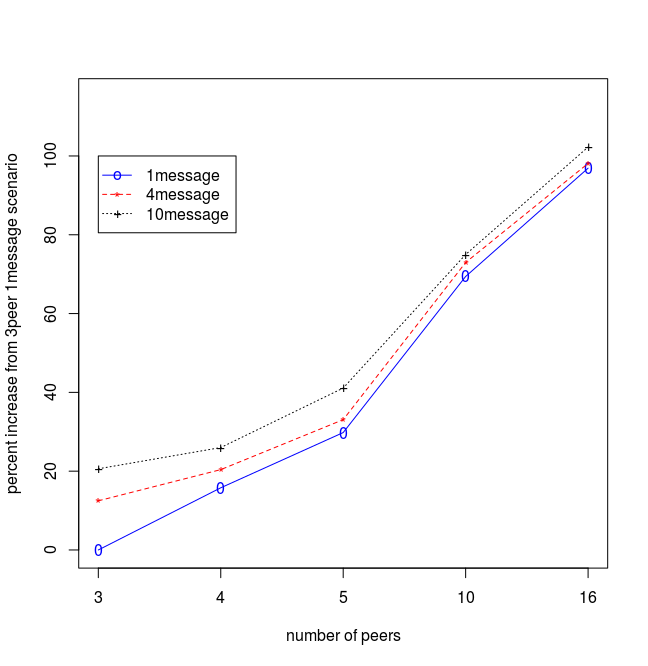 percent increase from 3peer 1message scenario
100
80
60
40
20
0
1message
4message
10message
3 4 5 10 16
number of peers